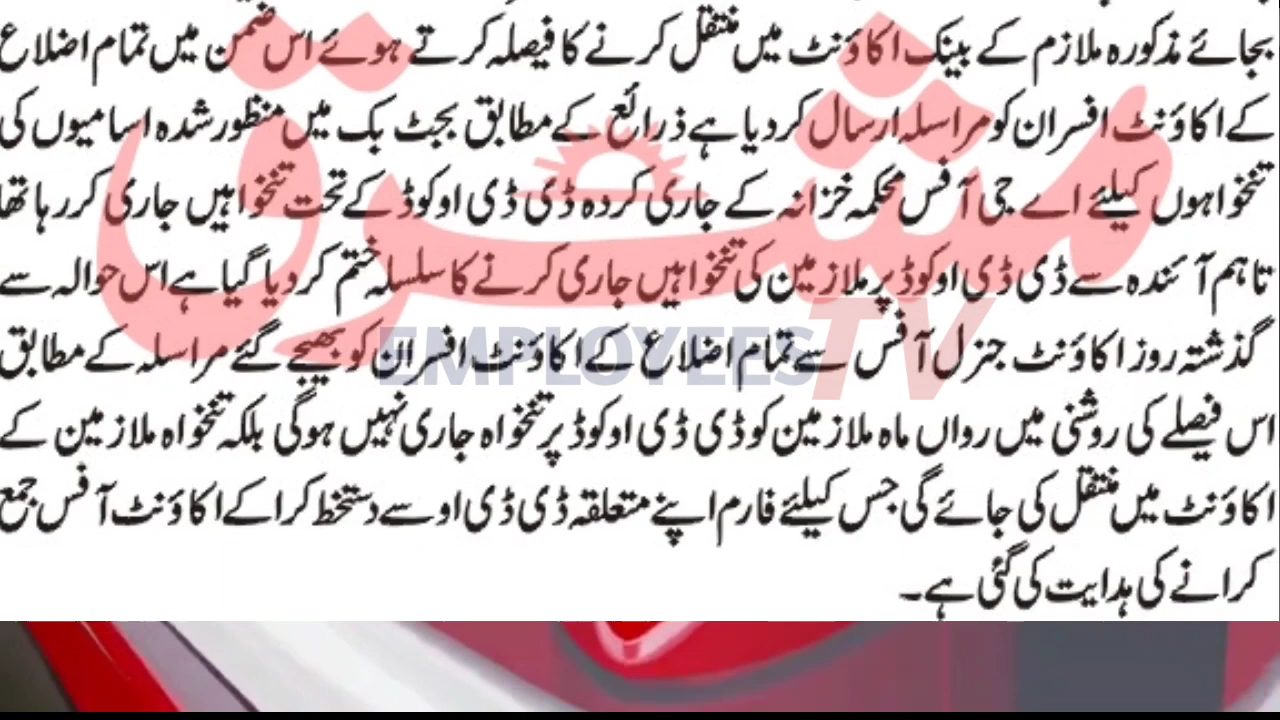 بجائے مذکورہ ملازم کے بینک اکاؤنٹ میں منتقل کرنے کا فیصلہ کرتے ہوئے اس ضمن میں تمام اضلاع
کے اکاؤنٹ افسران کو مراسلہ ارسال کر دیا ہے ذرائع کے مطابق بجٹ بک میں منظور شدہ اسامیوں کی
تنخواہوں کیلئے اے جی آفس محکمہ خزانہ کے جاری کردہ ڈی ڈی او کوڈ کے تحت تنخواہیں جاری کر رہا تھا
تاہم آئندہ سے ڈی ڈی او کوڈ پر ملازمین کی تنخواہیں جاری کرنے کا سلسلہ ختم کر دیا گیا ہے اس حوالہ سے
گذشتہ روز اکاؤنٹ جنرل آفس سے تمام اضلاع کے اکاؤنٹ افسران کو بھیجے گئے مراسلہ کے مطابق
اس فیصلے کی روشنی میں رواں ماہ ملازمین کو ڈی ڈی او کوڈ پر تنخواہ جاری نہیں ہوگی بلکہ تنخواہ ملازمین کے
اکاؤنٹ میں منتقل کی جائے گی جس کیلئے فارم اپنے متعلقہ ڈی ڈی او سے دستخط کرا کے اکاؤنٹ آفس جمع
کرانے کی ہدایت کی گئی ہے۔
مشرق
EMPLOYEES TV